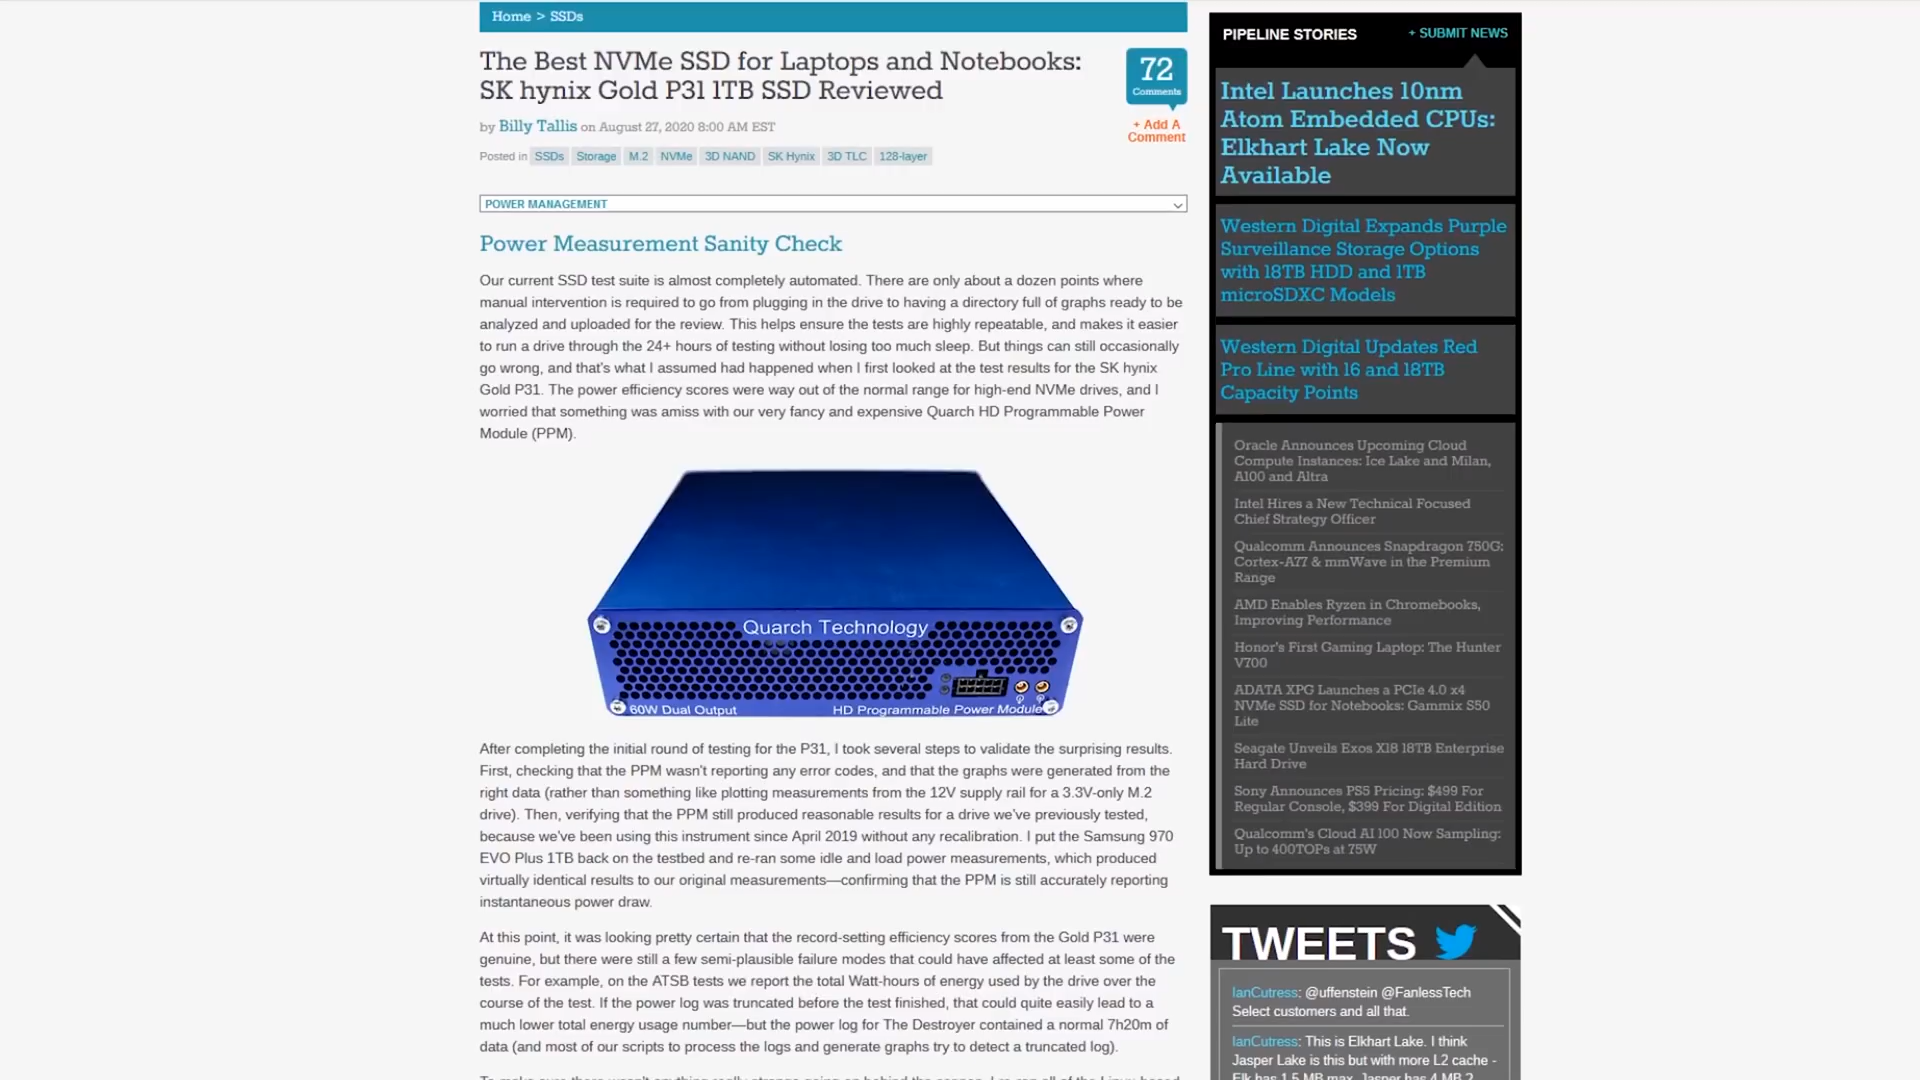 Home > SSDs
The Best NVMe SSD for Laptops and Notebooks:
SK hynix Gold P31 1TB SSD Reviewed
by Billy Tallis on August 27, 2020 8:00 AM EST
Posted in SSDs Storage M.2 NVMe 3D NAND SK Hynix 3D TLC 128-layer
72
Comments
+ Add A
Comment
POWER MANAGEMENT
Power Measurement Sanity Check
Our current SSD test suite is almost completely automated. There are only about a dozen points where
manual intervention is required to go from plugging in the drive to having a directory full of graphs ready to be
analyzed and uploaded for the review. This helps ensure the tests are highly repeatable, and makes it easier
to run a drive through the 24+ hours of testing without losing too much sleep. But things can still occasionally
go wrong, and that's what I assumed had happened when I first looked at the test results for the SK hynix
Gold P31. The power efficiency scores were way out of the normal range for high-end NVMe drives, and I
worried that something was amiss with our very fancy and expensive Quarch HD Programmable Power
Module (PPM).
Quarch Technology
60W Dual Output
HD Programmable Power Module
After completing the initial round of testing for the P31, I took several steps to validate the surprising results.
First, checking that the PPM wasn't reporting any error codes, and that the graphs were generated from the
right data (rather than something like plotting measurements from the 12V supply rail for a 3.3V-only M.2
drive). Then, verifying that the PPM still produced reasonable results for a drive we've previously tested,
because we've been using this instrument since April 2019 without any recalibration. I put the Samsung 970
EVO Plus 1TB back on the testbed and re-ran some idle and load power measurements, which produced
virtually identical results to our original measurements—confirming that the PPM is still accurately reporting
instantaneous power draw.
At this point, it was looking pretty certain that the record-setting efficiency scores from the Gold P31 were
genuine, but there were still a few semi-plausible failure modes that could have affected at least some of the
tests. For example, on the ATSB tests we report the total Watt-hours of energy used by the drive over the
course of the test. If the power log was truncated before the test finished, that could quite easily lead to a
much lower total energy usage number—but the power log for The Destroyer contained a normal 7h20m of
data (and most of our scripts to process the logs and generate graphs try to detect a truncated log).
PIPELINE STORIES
+ SUBMIT NEWS
Intel Launches 10nm
Atom Embedded CPUs:
Elkhart Lake Now
Available
Western Digital Expands Purple
Surveillance Storage Options
with 18TB HDD and 1TB
microSDXC Models
Western Digital Updates Red
Pro Line with 16 and 18TB
Capacity Points
Oracle Announces Upcoming Cloud
Compute Instances: Ice Lake and Milan,
A100 and Altra
Intel Hires a New Technical Focused
Chief Strategy Officer
Qualcomm Announces Snapdragon 750G:
Cortex-A77 & mmWave in the Premium
Range
AMD Enables Ryzen in Chromebooks,
Improving Performance
Honor's First Gaming Laptop: The Hunter
V700
ADATA XPG Launches a PCIe 4.0 x4
NVMe SSD for Notebooks: Gammix S50
Lite
Seagate Unveils Exos X18 18TB Enterprise
Hard Drive
Sony Announces PS5 Pricing: $499 For
Regular Console, $399 For Digital Edition
Qualcomm's Cloud AI 100 Now Sampling:
Up to 400TOPs at 75W
TWEETS
IanCutress: @uffenstein @FanlessTech
Select customers and all that.
IanCutress: This is Elkhart Lake. I think
Jasper Lake is this but with more L2 cache -
Elk has 1.5 MB max, Jasper has 4 MB ?